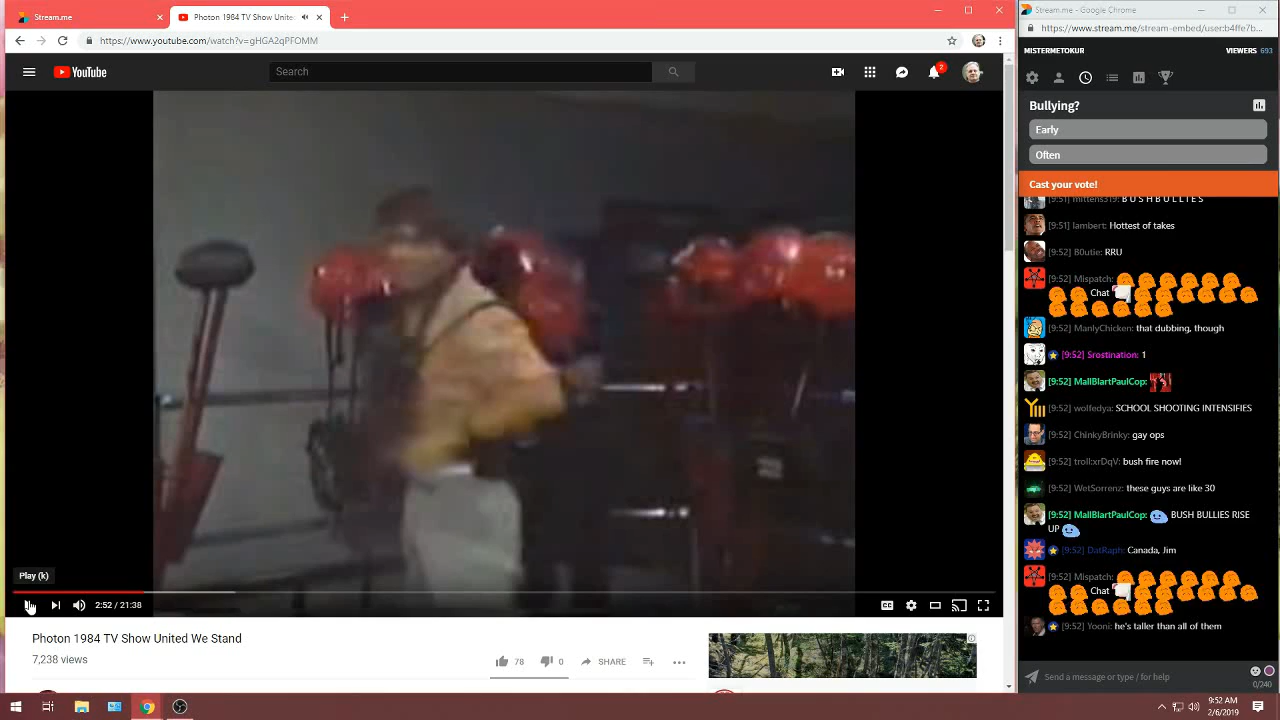 Stream.me
Photon 1984 TV Show Unite
https://www.youtube.com/watch?v=gHGA2qPFOMM
YouTube
Search
2
Play (k)
2:52 / 21:38
CC
Photon 1984 TV Show United We Stand
7,238 views
78
0
SHARE
Stream.me - Google Chrome
https://www.stream.me/stream-embed/user:b4ffe7b...
MISTERMETOKUR
VIEWERS 693
Bullying?
Early
Often
Cast your vote!
[9:51] mittens319: B U S H B U L L I E S
[9:51] lambert: Hottest of takes
[9:52] 80utie: RRU
[9:52] Mispatch:
Chat
[9:52] ManlyChicken: that dubbing, though
[9:52] Srostination: 1
[9:52] MallBlartPaulCop:
[9:52] wolfedya: SCHOOL SHOOTING INTENSIFIES
[9:52] ChinkyBrinky: gay ops
[9:52] troll:xrDqV: bush fire now!
[9:52] WetSorrenz: these guys are like 30
[9:52] MallBlartPaulCop: BUSH BULLIES RISE
UP
[9:52] DatRaph: Canada, Jim
[9:52] Mispatch:
Chat
[9:52] Yooni: he's taller than all of them
Send a message or type / for help
0/240
9:52 AM
2/6/2019